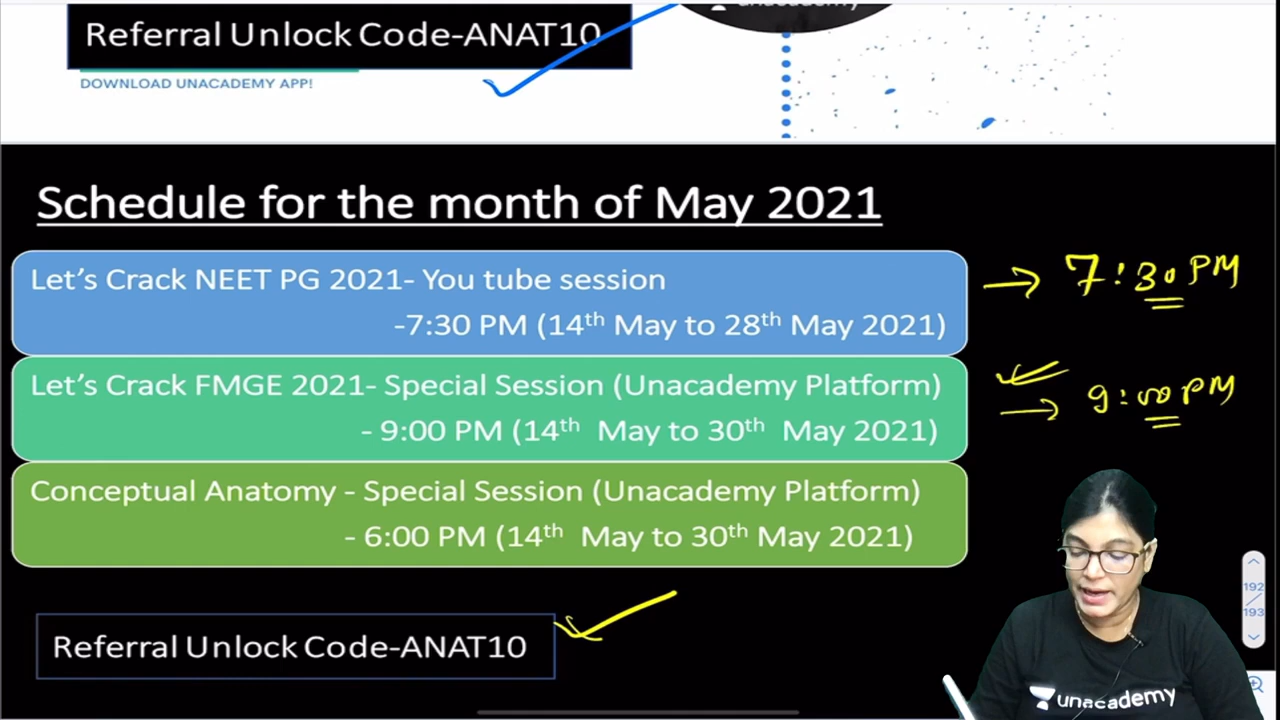 unacademy
Referral Unlock Code-ANAT10
DOWNLOAD UNACADEMY APP!
Schedule for the month of May 2021
Let's Crack NEET PG 2021- You tube session
-7:30 PM (14th May to 28th May 2021)
→ 7:30 PM
Let's Crack FMGE 2021- Special Session (Unacademy Platform)
- 9:00 PM (14th May to 30th May 2021)
→ 9:00 PM
Conceptual Anatomy - Special Session (Unacademy Platform)
- 6:00 PM (14th May to 30th May 2021)
192
193
Referral Unlock Code-ANAT10
unacademy